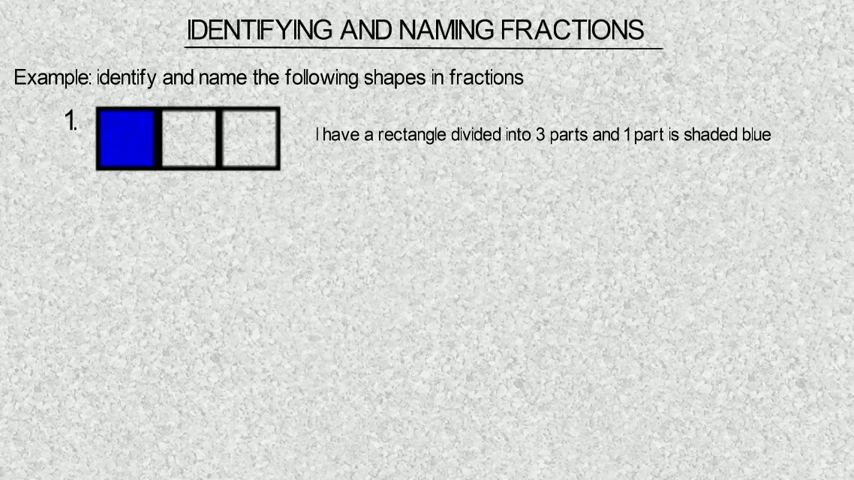 IDENTIFYING AND NAMING FRACTIONS
Example: identify and name the following shapes in fractions
1.
I have a rectangle divided into 3 parts and 1 part is shaded blue